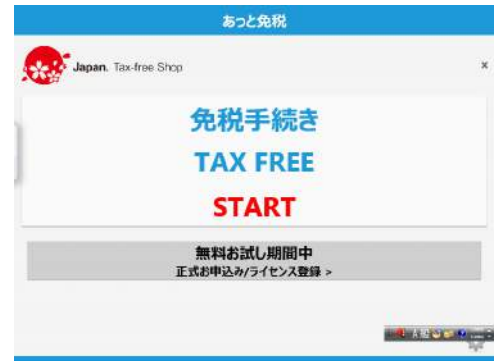 あっと免税
Japan. Tax-free Shop
x
免税手続き
TAX FREE
START
無料お試し期間中
正式お申込み/ライセンス登録 >
A 般